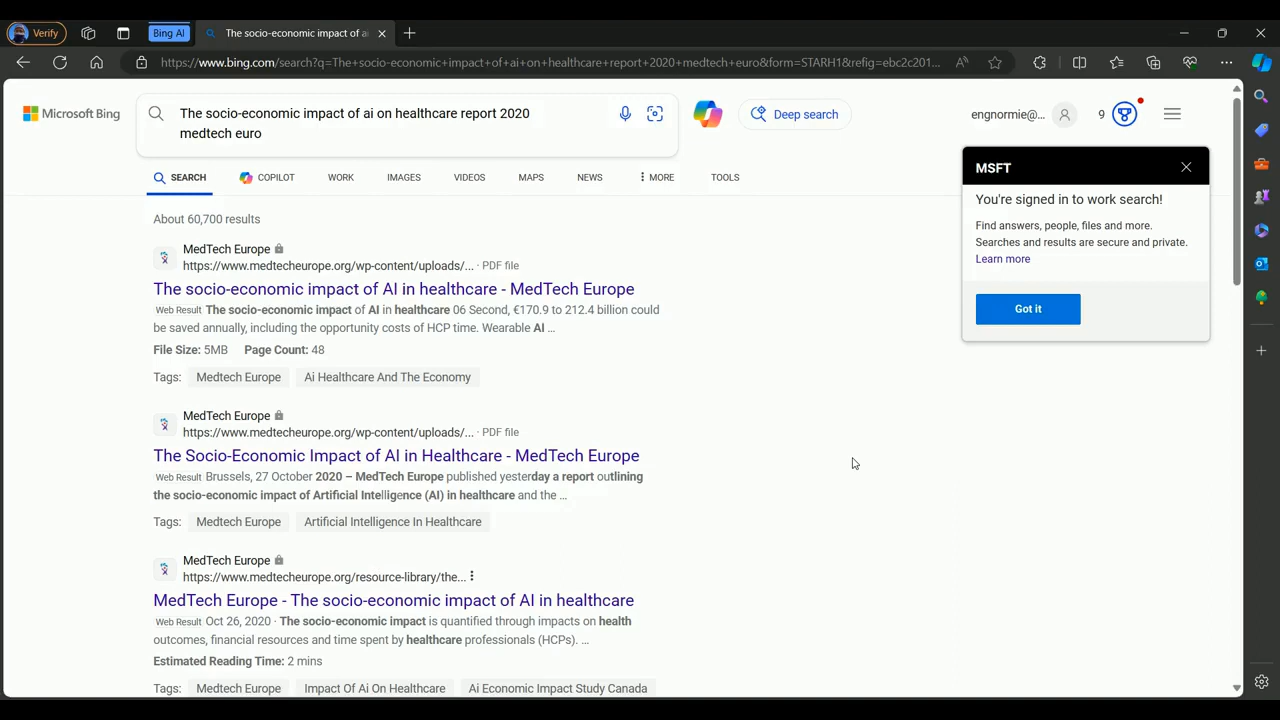 Verify
Bing AI
The socio-economic impact of ai
https://www.bing.com/search?q=The+socio-economic+impact+of+ai+on+healthcare+report+2020+medtech+euro&form=STARH1&refig=ebc2c201...
Microsoft Bing
The socio-economic impact of ai on healthcare report 2020
medtech euro
Deep search
engnormie@...
9
SEARCH
COPILOT
WORK
IMAGES
VIDEOS
MAPS
NEWS
MORE
TOOLS
MSFT
You're signed in to work search!
Find answers, people, files and more.
Searches and results are secure and private.
Learn more
Got it
About 60,700 results
MedTech Europe
https://www.medtecheurope.org/wp-content/uploads/... · PDF file
The socio-economic impact of AI in healthcare - MedTech Europe
Web Result The socio-economic impact of AI in healthcare 06 Second, €170.9 to 212.4 billion could
be saved annually, including the opportunity costs of HCP time. Wearable AI ...
File Size: 5MB Page Count: 48
Tags: Medtech Europe Ai Healthcare And The Economy
MedTech Europe
https://www.medtecheurope.org/wp-content/uploads/... · PDF file
The Socio-Economic Impact of AI in Healthcare - MedTech Europe
Web Result Brussels, 27 October 2020 – MedTech Europe published yesterday a report outlining
the socio-economic impact of Artificial Intelligence (AI) in healthcare and the ...
Tags: Medtech Europe Artificial Intelligence In Healthcare
MedTech Europe
https://www.medtecheurope.org/resource-library/the...
MedTech Europe - The socio-economic impact of AI in healthcare
Web Result Oct 26, 2020 · The socio-economic impact is quantified through impacts on health
outcomes, financial resources and time spent by healthcare professionals (HCPs). ...
Estimated Reading Time: 2 mins
Tags: Medtech Europe Impact Of Ai On Healthcare Ai Economic Impact Study Canada